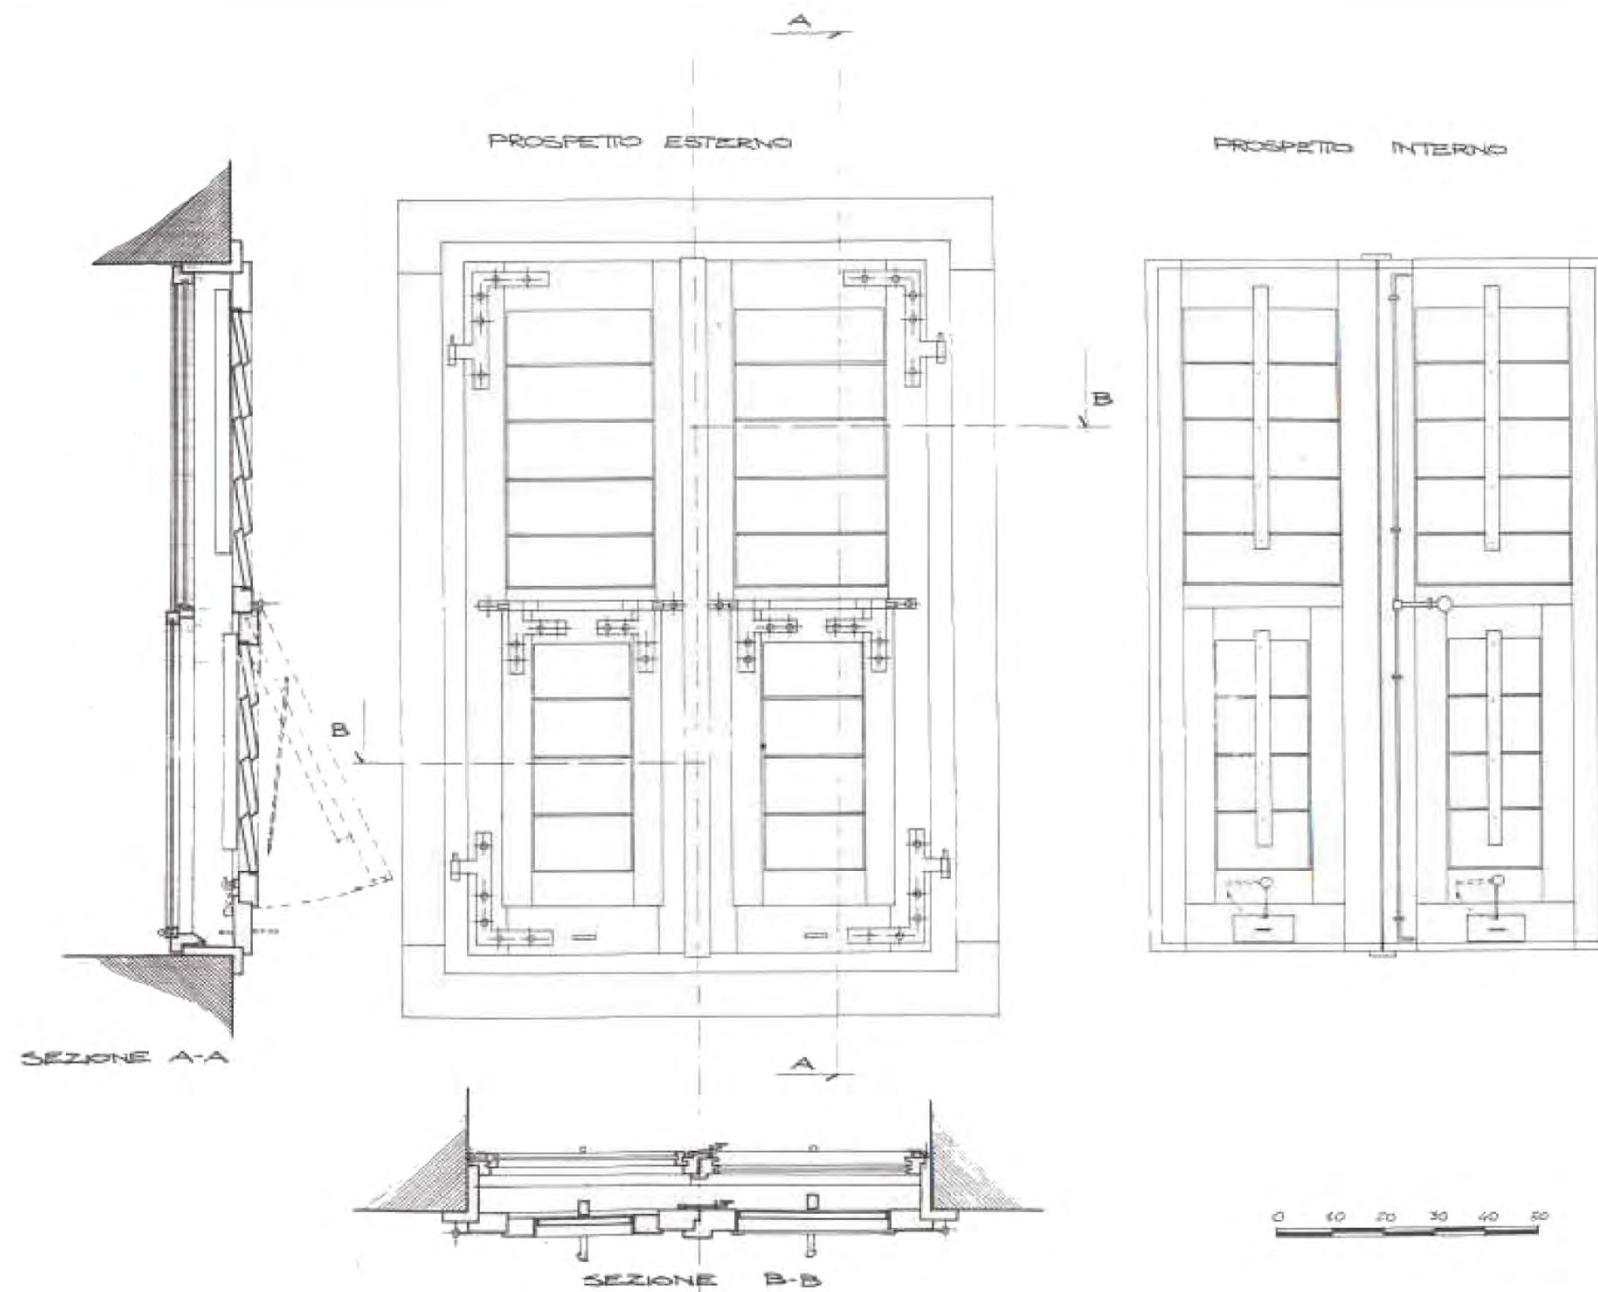 A
PROSPETTO ESTERNO
PROSPETTO INTERNO
B
B
SEZIONE A-A
A
0 10 20 30 40 50
SEZIONE B-B